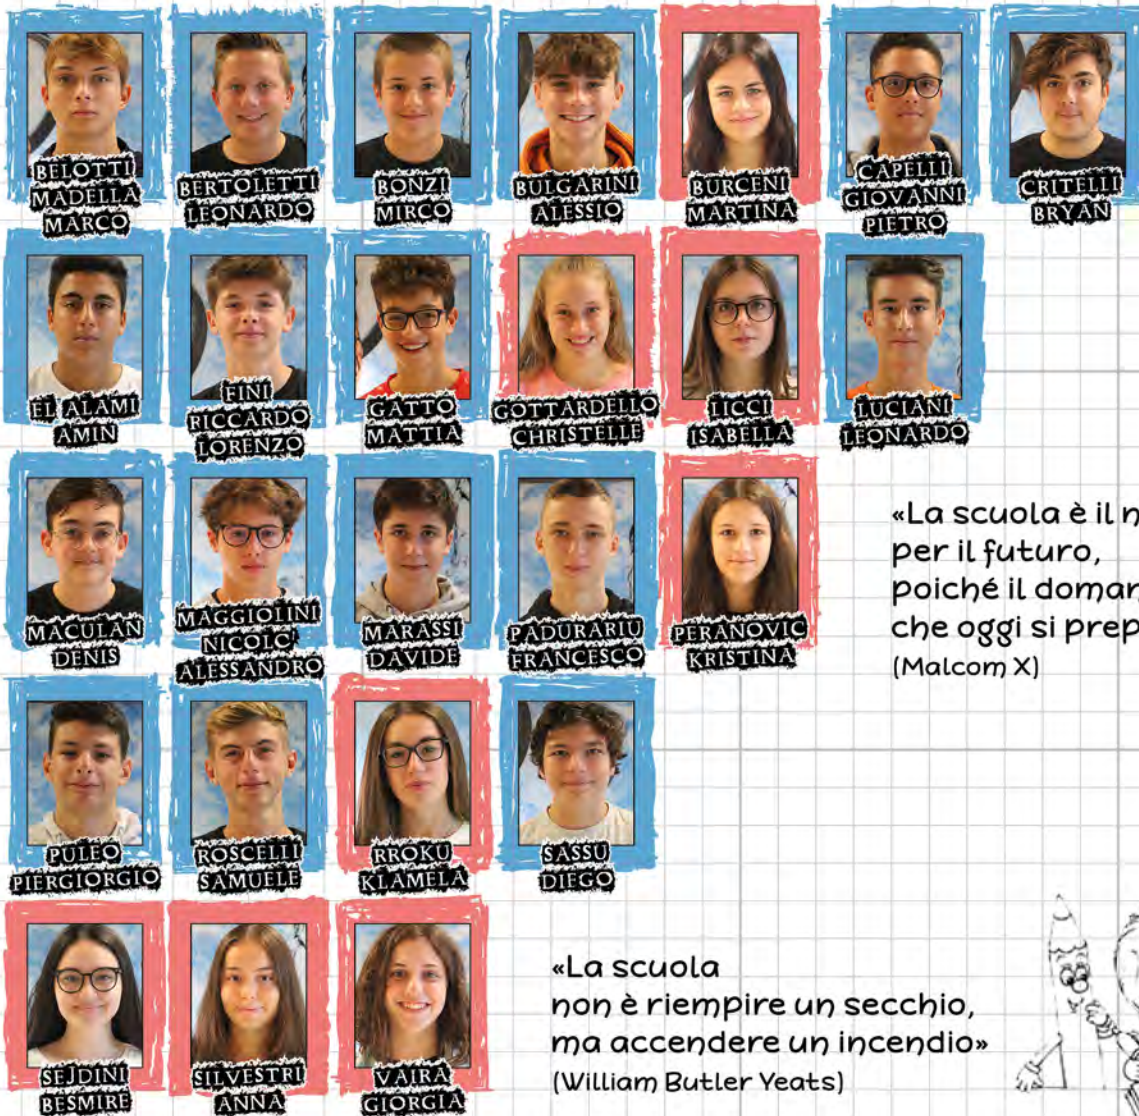 BELOTTI
MADELLA
MARCO
BERTOLETTI
LEONARDO
BONZI
MIRCO
BULGARINI
ALESSIO
BURCENI
MARTINA
CAPELLI
GIOVANNI
PIETRO
CRITELLI
BRYAN
EL ALAMI
AMIN
FINI
RICCARDO
LORENZO
GATTO
MATTIA
GOTTARDELLO
CHRISTELLE
LICCI
ISABELLA
LUCIANI
LEONARDO
MACULAN
DENIS
MAGGIOLINI
NICOLO'
ALESSANDRO
MARASSI
DAVIDE
PADURARIU
FRANCESCO
PERANOVIC
KRISTINA
«La scuola è il
per il futuro,
poiché il
che oggi si
(Malcom X)
PULEO
PIERGIORGIO
ROSCELLI
SAMUELE
RROKU
KLAMELA
SASSU
DIEGO
SEJDINI
BESMIRE
SILVESTRI
ANNA
VAIRA
GIORGIA
«La scuola
non è riempire un secchio,
ma accendere un incendio»
(William Butler Yeats)